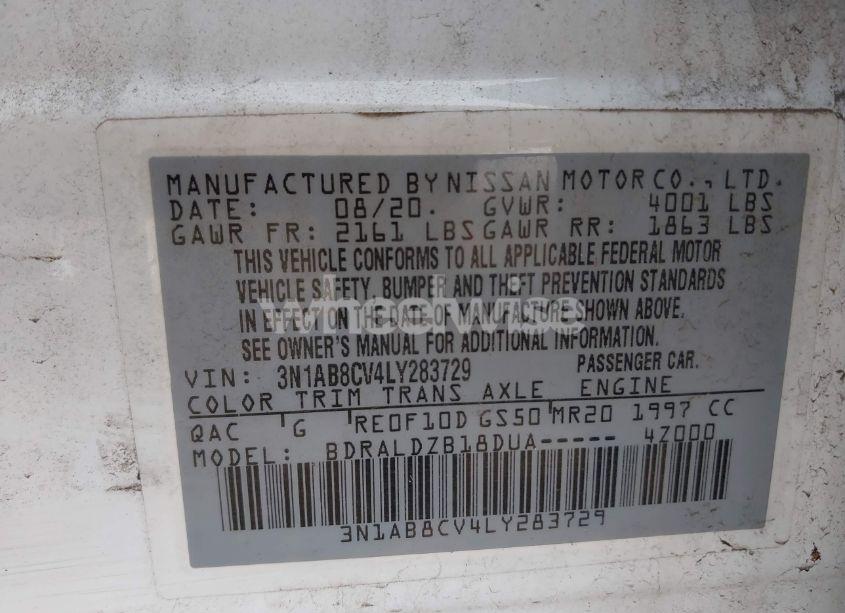 MANUFACTURED BY NISSAN MOTOR CO., LTD.
DATE: 08/20. GVWR: 4001 LBS
GAWR FR: 2161 LBS GAWR RR: 1863 LBS
THIS VEHICLE CONFORMS TO ALL APPLICABLE FEDERAL MOTOR
VEHICLE SAFETY, BUMPER AND THEFT PREVENTION STANDARDS
IN EFFECT ON THE DATE OF MANUFACTURE SHOWN ABOVE.
SEE OWNER'S MANUAL FOR ADDITIONAL INFORMATION.
VIN: 3N1AB8CV4LY283729 PASSENGER CAR.
COLOR TRIM TRANS AXLE ENGINE
QAC G RE0F10D GS50 MR20 1997 CC
MODEL: BDRALDZB18DUA----- 4Z000
3N1AB8CV4LY283729
wheelwise